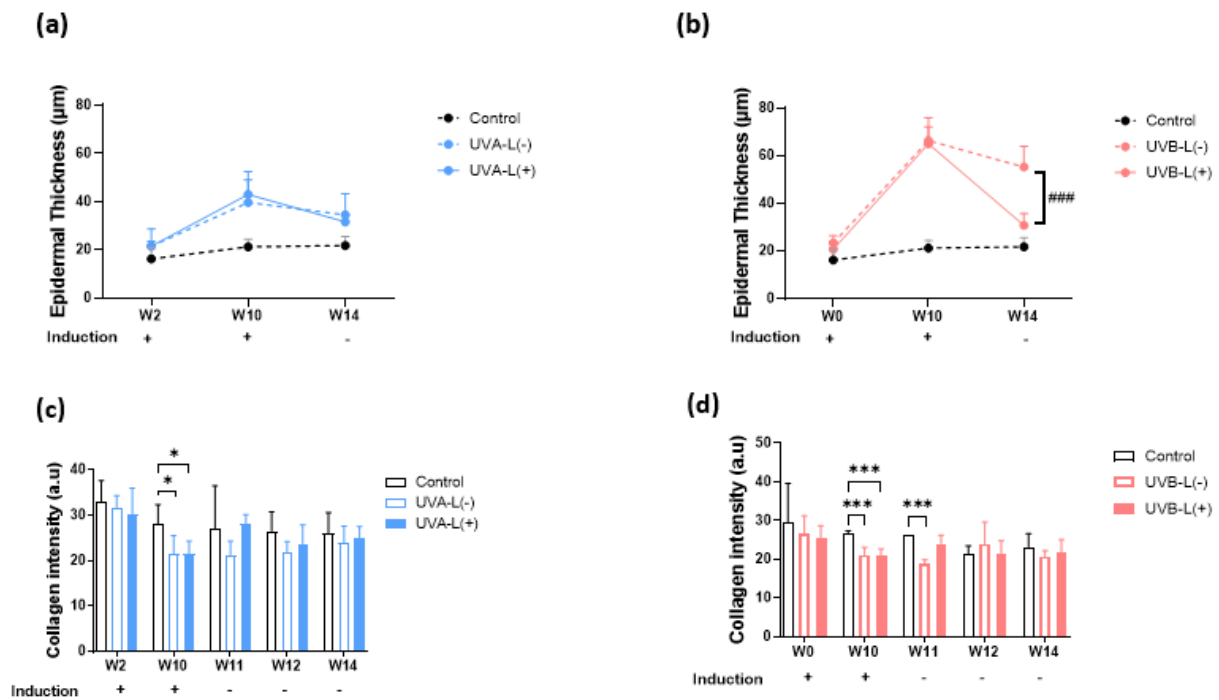 (a)
Epidermal Thickness (µm)
80
60
40
20
0
W2 W10 W14
Induction + + -
Control
UVA-L(-)
UVA-L(+)
(b)
Epidermal Thickness (µm)
80
60
40
20
0
W0 W10 W14
Induction + + -
###
Control
UVB-L(-)
UVB-L(+)
(c)
Collagen intensity (a.u)
40
30
20
10
0
*
*
W2 W10 W11 W12 W14
Induction + + - - -
Control
UVA-L(-)
UVA-L(+)
(d)
Collagen intensity (a.u)
50
40
30
20
10
0
***
*** ***
W0 W10 W11 W12 W14
Induction + + - - -
Control
UVB-L(-)
UVB-L(+)